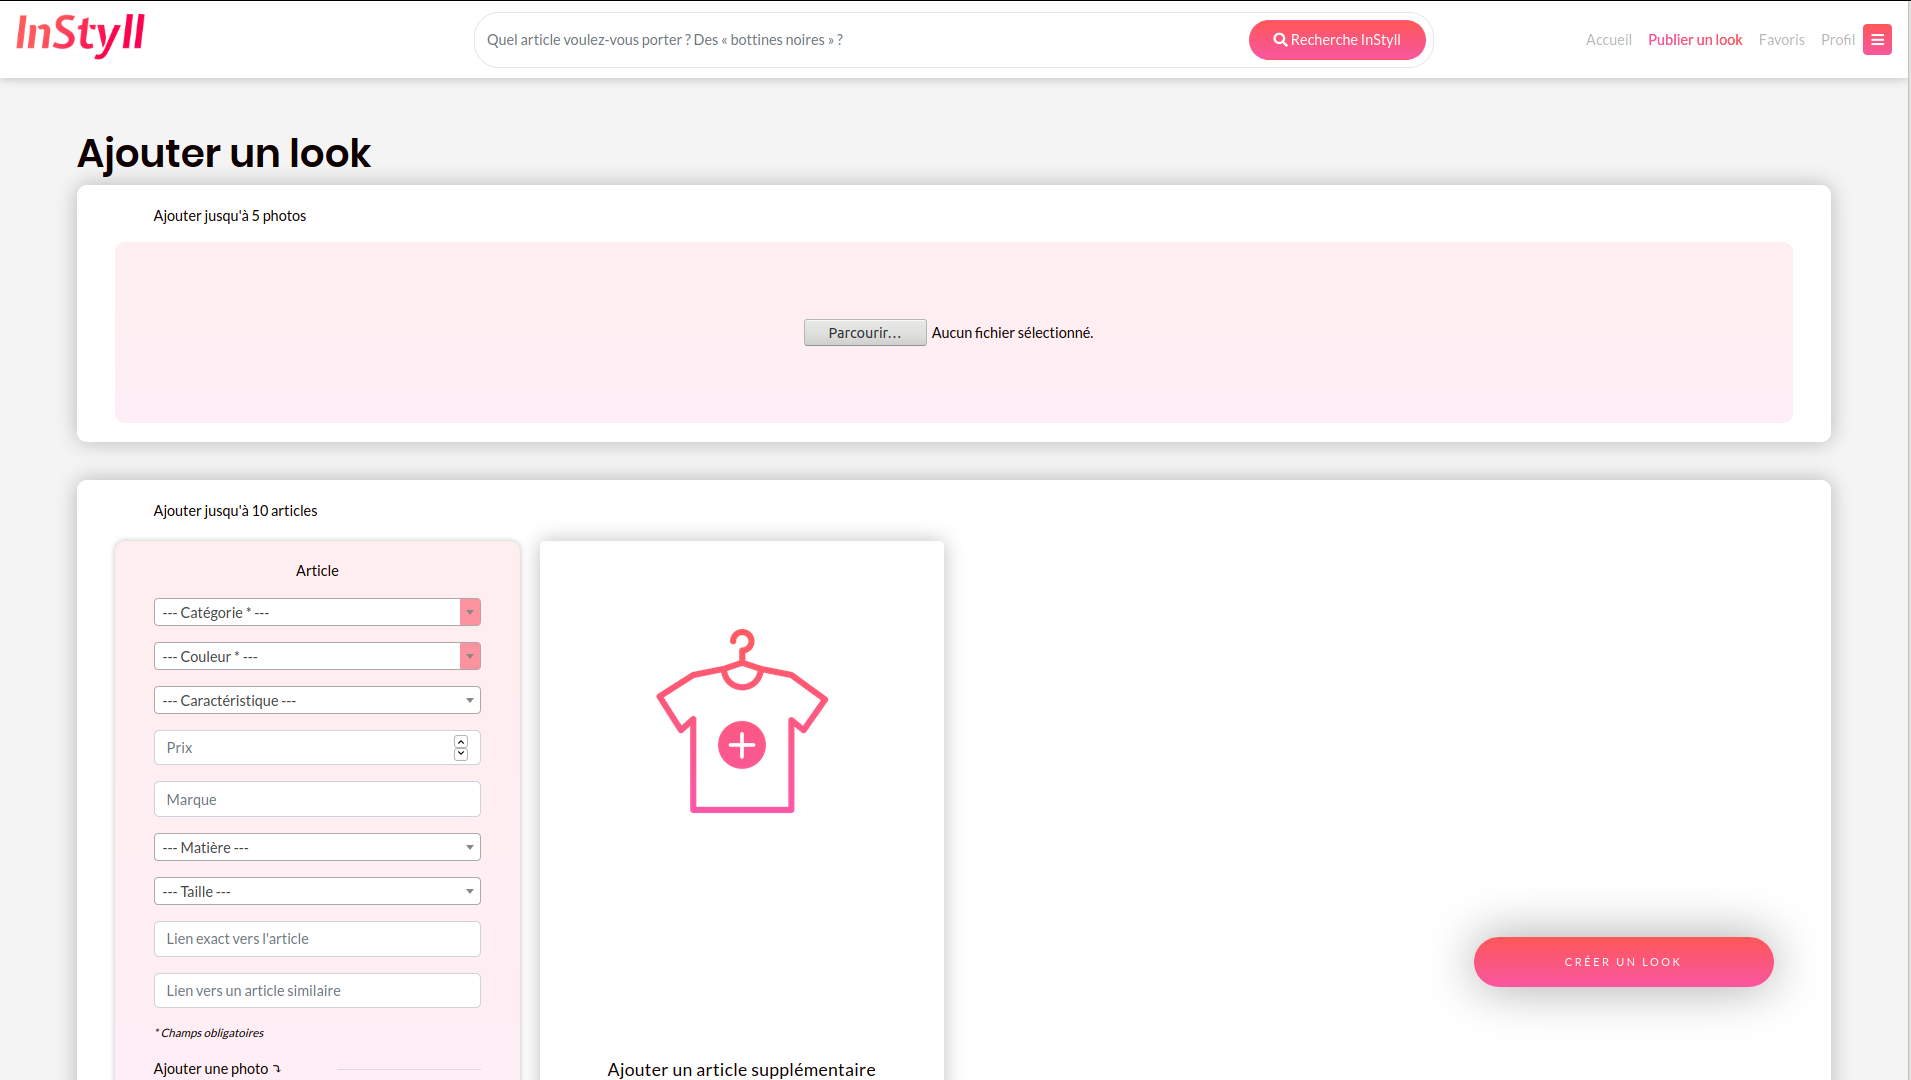 InStyll
Quel article voulez-vous porter ? Des « bottines noires » ?
Recherche InStyll
Accueil
Publier un look
Favoris
Profil
Ajouter un look
Ajouter jusqu'à 5 photos
Parcourir... Aucun fichier sélectionné.
Ajouter jusqu'à 10 articles
Article
--- Catégorie * ---
--- Couleur * ---
--- Caractéristique ---
Prix
Marque
--- Matière ---
--- Taille ---
Lien exact vers l'article
Lien vers un article similaire
* Champs obligatoires
Ajouter une photo ⤵
Ajouter un article supplémentaire
CRÉER UN LOOK